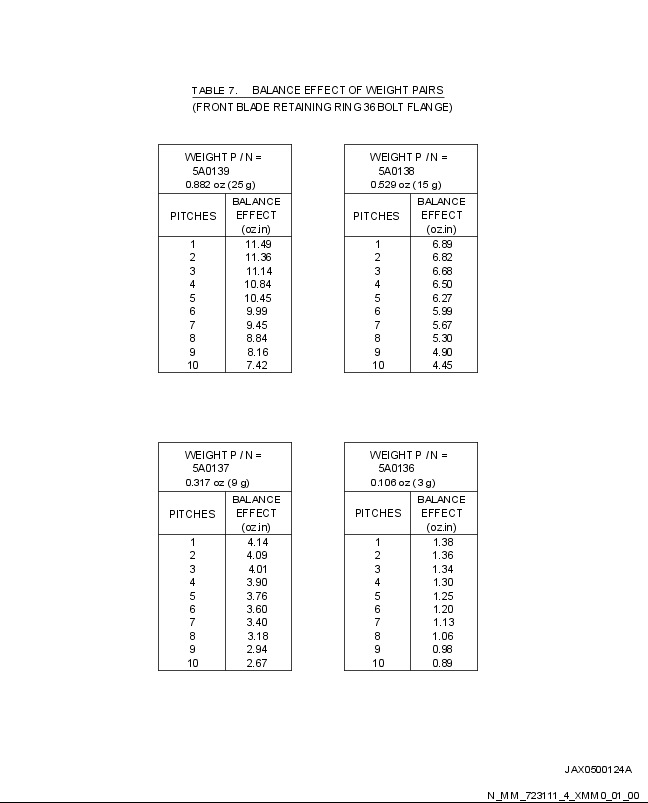 TABLE 7. BALANCE EFFECT OF WEIGHT PAIRS
(FRONT BLADE RETAINING RING 36 BOLT FLANGE)
WEIGHT P / N =
5A0139
0.882 oz (25 g)
PITCHES BALANCE EFFECT (oz.in)
1 11.49
2 11.36
3 11.14
4 10.84
5 10.45
6 9.99
7 9.45
8 8.84
9 8.16
10 7.42
WEIGHT P / N =
5A0138
0.529 oz (15 g)
PITCHES BALANCE EFFECT (oz.in)
1 6.89
2 6.82
3 6.68
4 6.50
5 6.27
6 5.99
7 5.67
8 5.30
9 4.90
10 4.45
WEIGHT P / N =
5A0137
0.317 oz (9 g)
PITCHES BALANCE EFFECT (oz.in)
1 4.14
2 4.09
3 4.01
4 3.90
5 3.76
6 3.60
7 3.40
8 3.18
9 2.94
10 2.67
WEIGHT P / N =
5A0136
0.106 oz (3 g)
PITCHES BALANCE EFFECT (oz.in)
1 1.38
2 1.36
3 1.34
4 1.30
5 1.25
6 1.20
7 1.13
8 1.06
9 0.98
10 0.89
JAX0500124A
N_MM_723111_4_XMM0_01_00